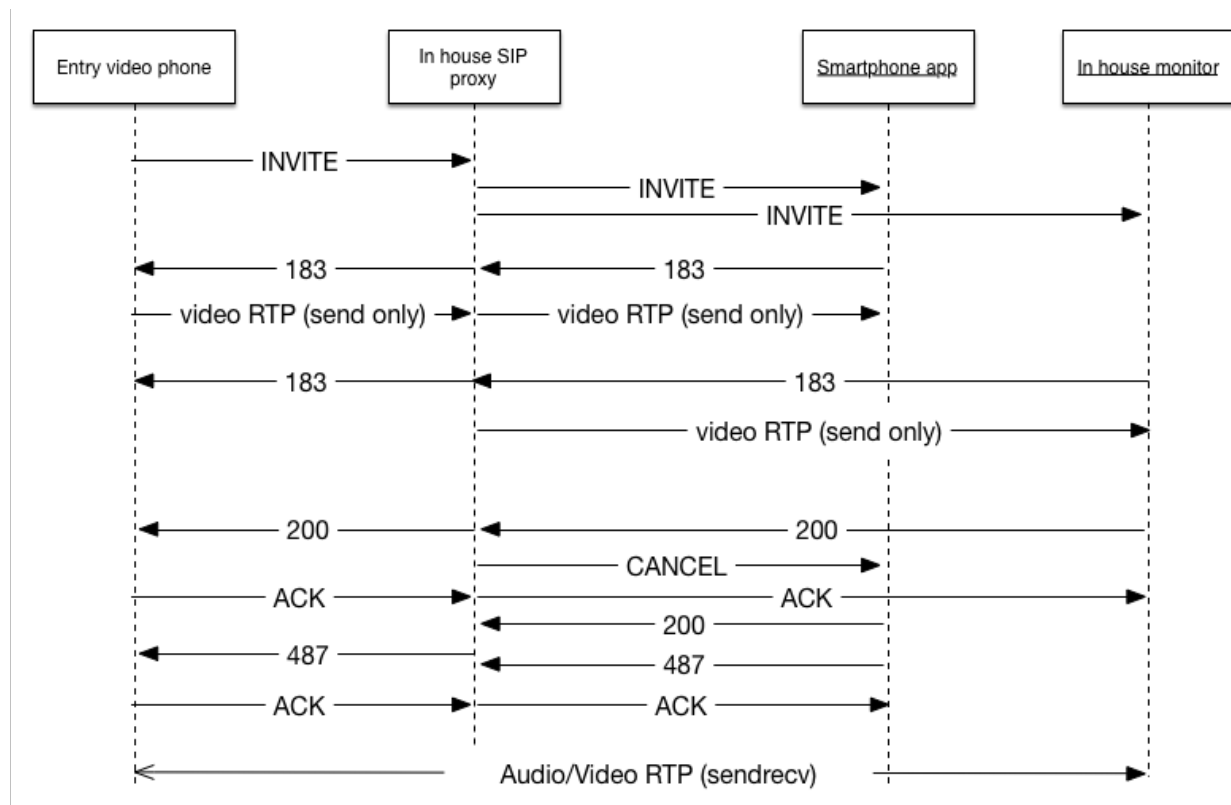 Entry video phone
In house SIP
proxy
Smartphone app
In house monitor
INVITE
INVITE
INVITE
183
183
video RTP (send only)
video RTP (send only)
183
183
video RTP (send only)
200
200
CANCEL
ACK
ACK
200
487
487
ACK
ACK
Audio/Video RTP (sendrecv)